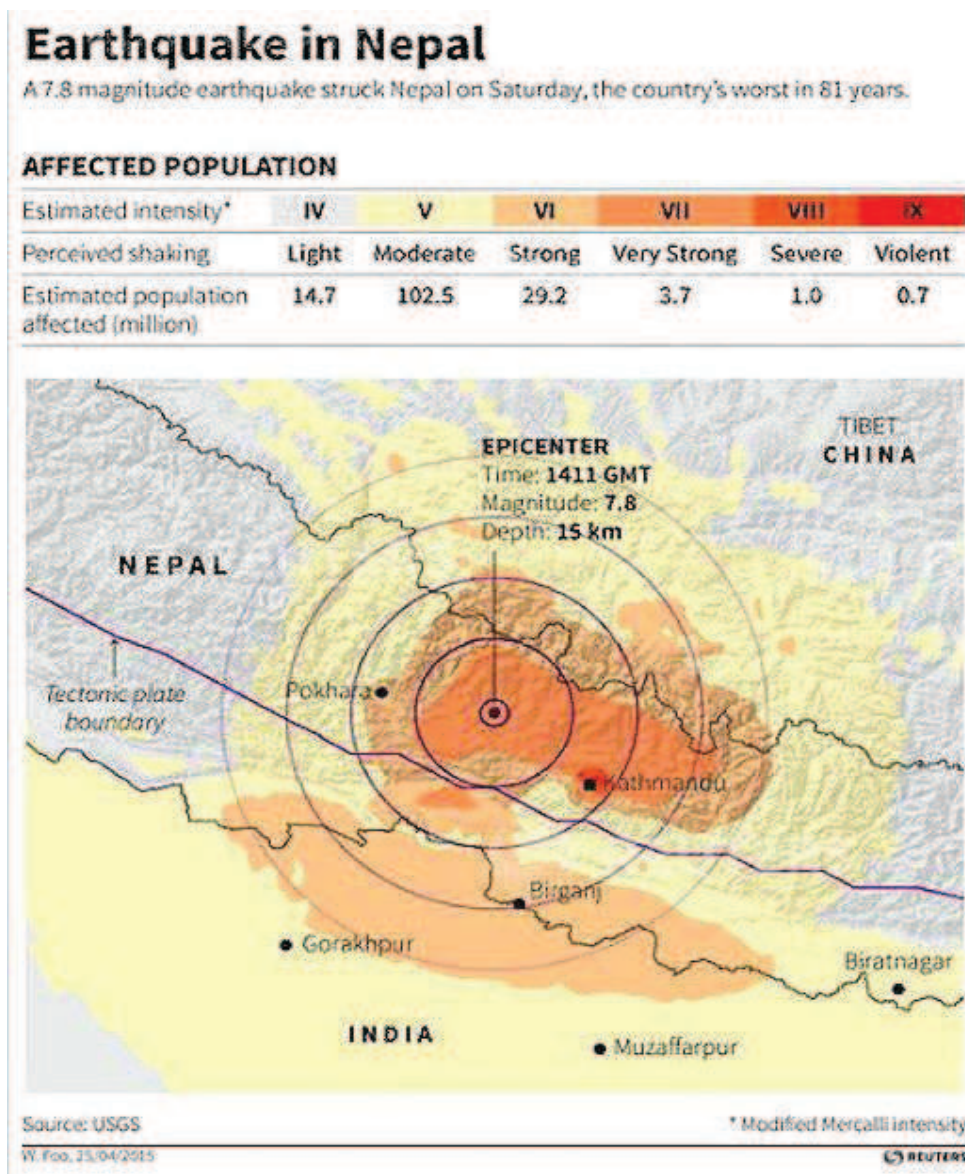 Earthquake in Nepal
A 7.8 magnitude earthquake struck Nepal on Saturday, the country's worst in 81 years.
AFFECTED POPULATION
Estimated intensity* IV V VI VII VIII IX
Perceived shaking Light Moderate Strong Very Strong Severe Violent
Estimated population affected (million) 14.7 102.5 29.2 3.7 1.0 0.7
TIBET
CHINA
EPICENTER
Time: 1411 GMT
Magnitude: 7.8
Depth: 15 km
NEPAL
Tectonic plate
boundary
Pokhara
Kathmandu
Birganj
Gorakhpur
Biratnagar
INDIA
Muzaffarpur
Source: USGS
* Modified Mercalli intensity
W. Foo, 25/04/2015
REUTERS